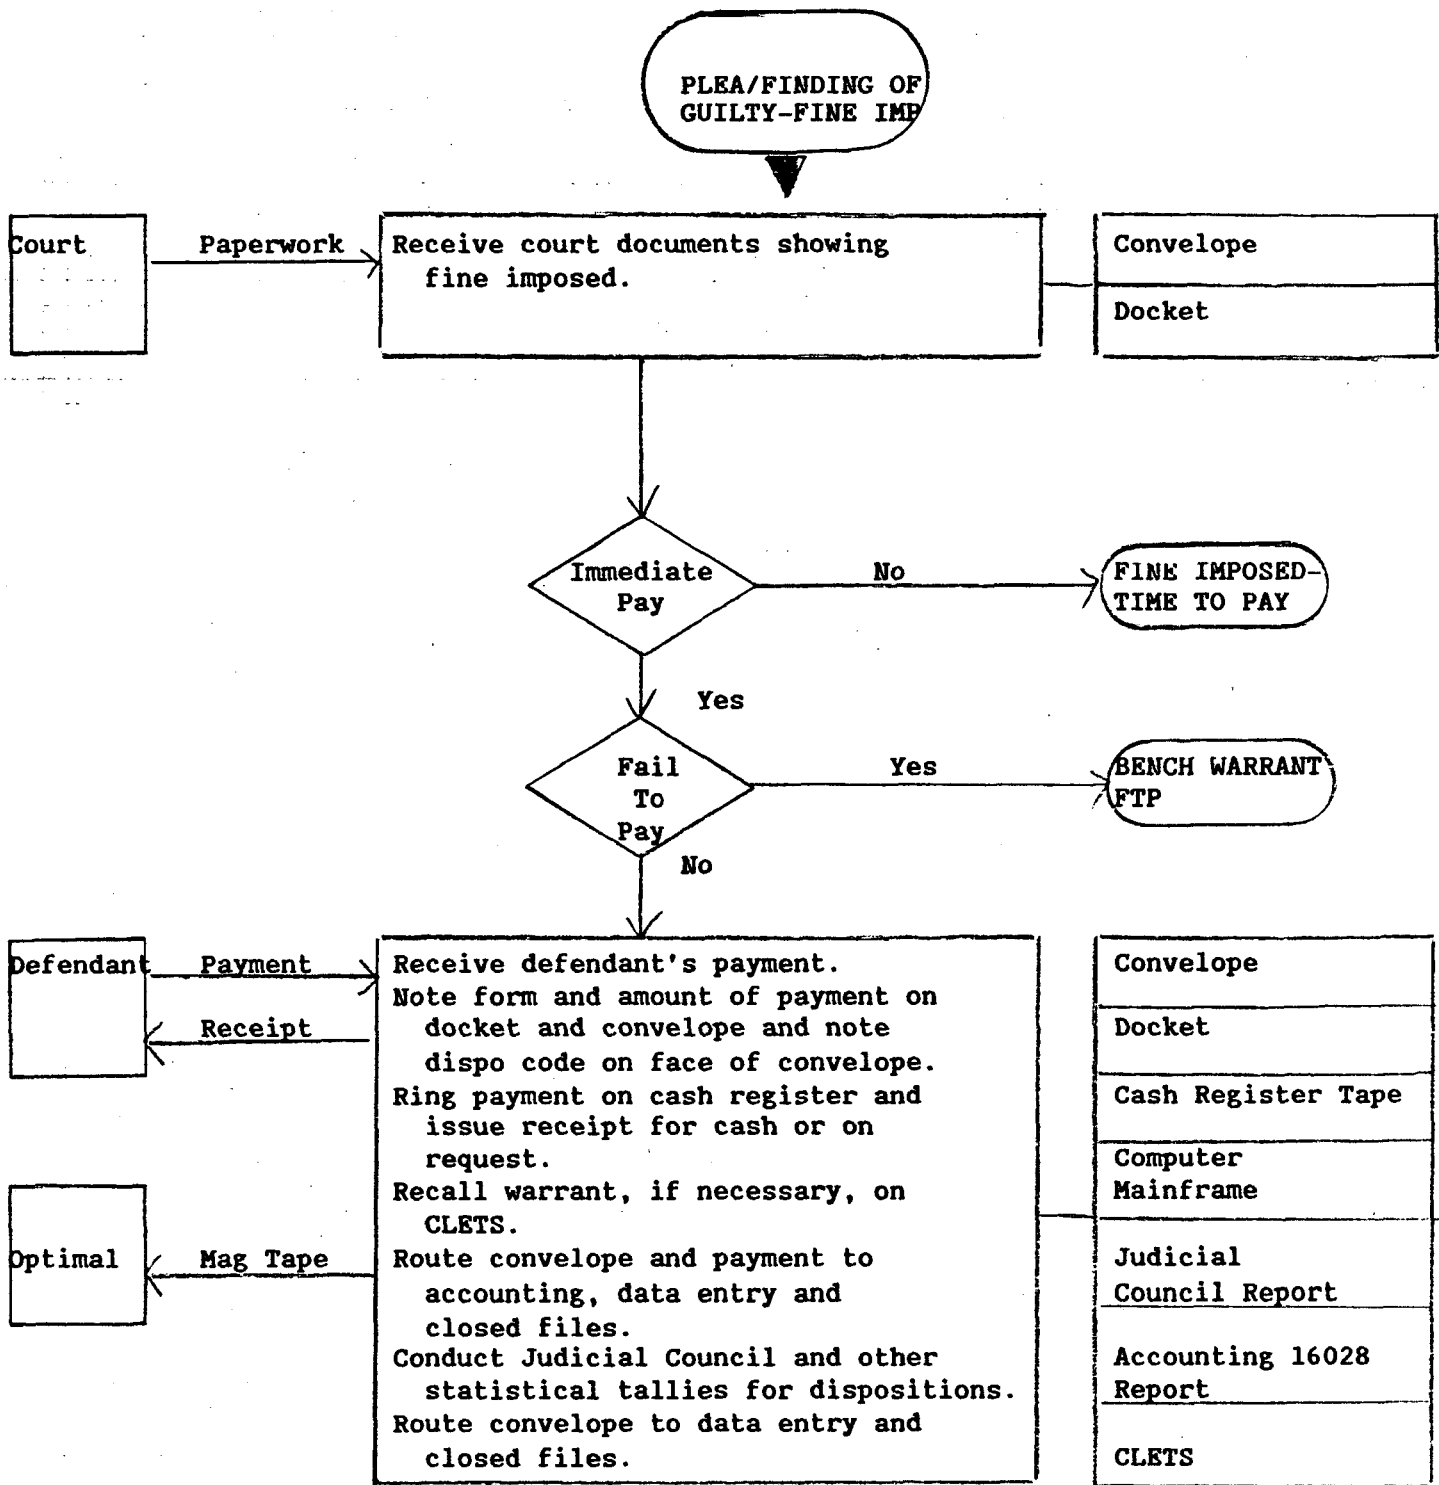 PLEA/FINDING OF
GUILTY-FINE IMP
Court
Paperwork
Receive court documents showing
fine imposed.
Convelope
Docket
Immediate
Pay
No
FINE IMPOSED-
TIME TO PAY
Yes
Fail
To
Pay
Yes
BENCH WARRANT
FTP
No
Defendant
Payment
Receipt
Receive defendant's payment.
Note form and amount of payment on
docket and convelope and note
dispo code on face of convelope.
Ring payment on cash register and
issue receipt for cash or on
request.
Recall warrant, if necessary, on
CLETS.
Route convelope and payment to
accounting, data entry and
closed files.
Conduct Judicial Council and other
statistical tallies for dispositions.
Route convelope to data entry and
closed files.
Optimal
Mag Tape
Convelope
Docket
Cash Register Tape
Computer
Mainframe
Judicial
Council Report
Accounting 16028
Report
CLETS